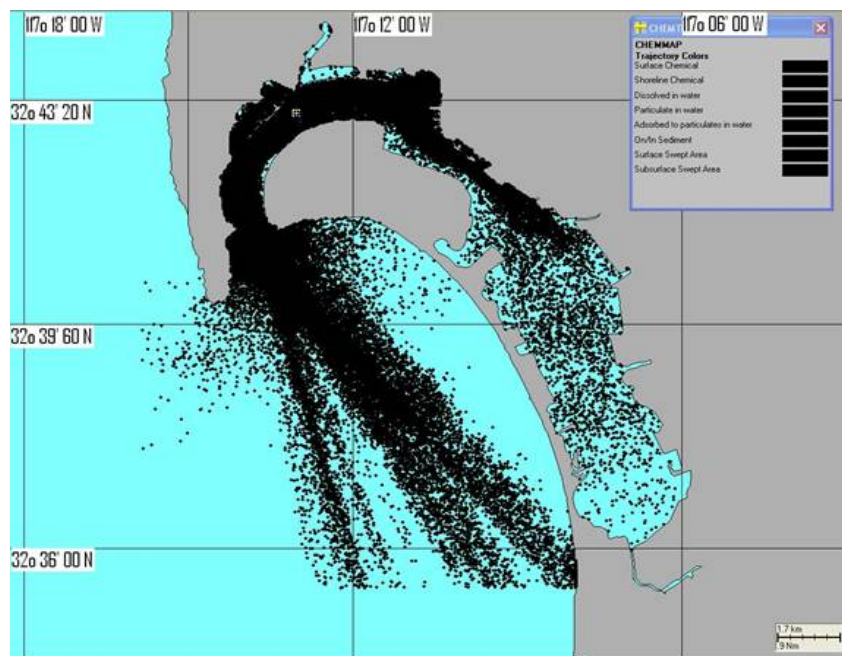 117o 18' 00 W
117o 12' 00 W
117o 06' 00 W
CHEMMAP
Trajectory Colors
Surface Chemical
Shoreline Chemical
Dissolved in water
Particulate in water
Adsorbed to particulates in water
On/In Sediment
Surface Swept Area
Subsurface Swept Area
32o 43' 20 N
32o 39' 60 N
32o 36' 00 N
1.7 km
.9 Nm